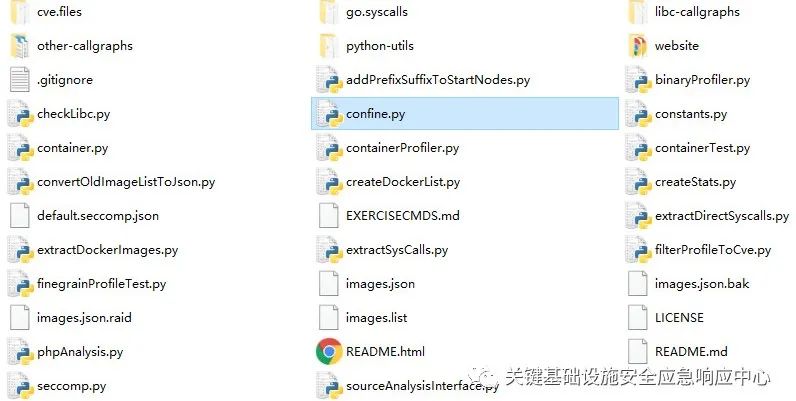 cve.files go.syscalls libc-callgraphs
other-callgraphs python-utils website
.gitignore addPrefixSuffixToStartNodes.py binaryProfiler.py
checkLibc.py confine.py constants.py
container.py containerProfiler.py containerTest.py
convertOldImageListToJson.py createDockerList.py createStats.py
default.seccomp.json EXERCISECMDS.md extractDirectSyscalls.py
extractDockerImages.py extractSysCalls.py filterProfileToCve.py
finegrainProfileTest.py images.json images.json.bak
images.json.raid images.list LICENSE
phpAnalysis.py README.html README.md
seccomp.py sourceAnalysisInterface.py
关键基础设施安全应急响应中心